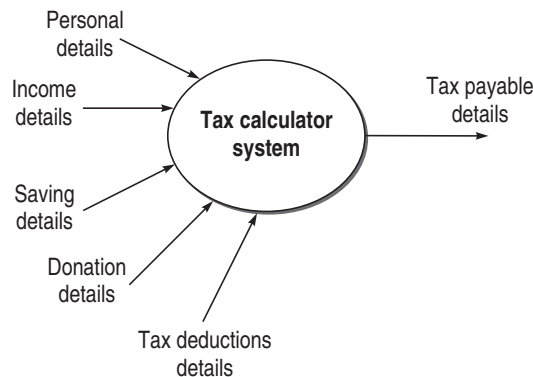 Personal
details
Income
details
Tax calculator
system
Tax payable
details
Saving
details
Donation
details
Tax deductions
details